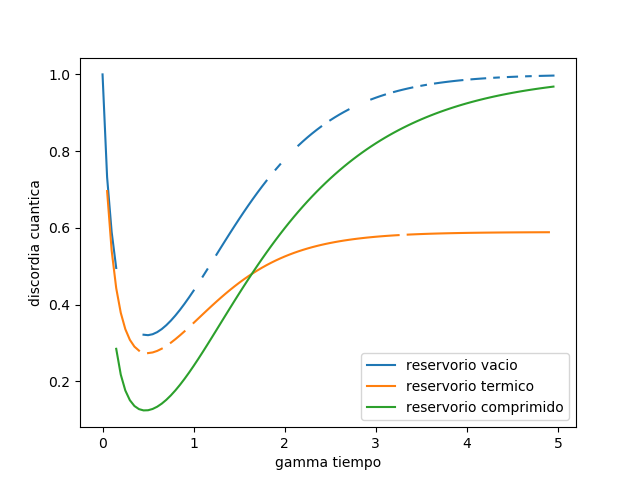 1.0
0.8
0.6
0.4
0.2
discordia cuantica
0 1 2 3 4 5
gamma tiempo
reservorio vacio
reservorio termico
reservorio comprimido